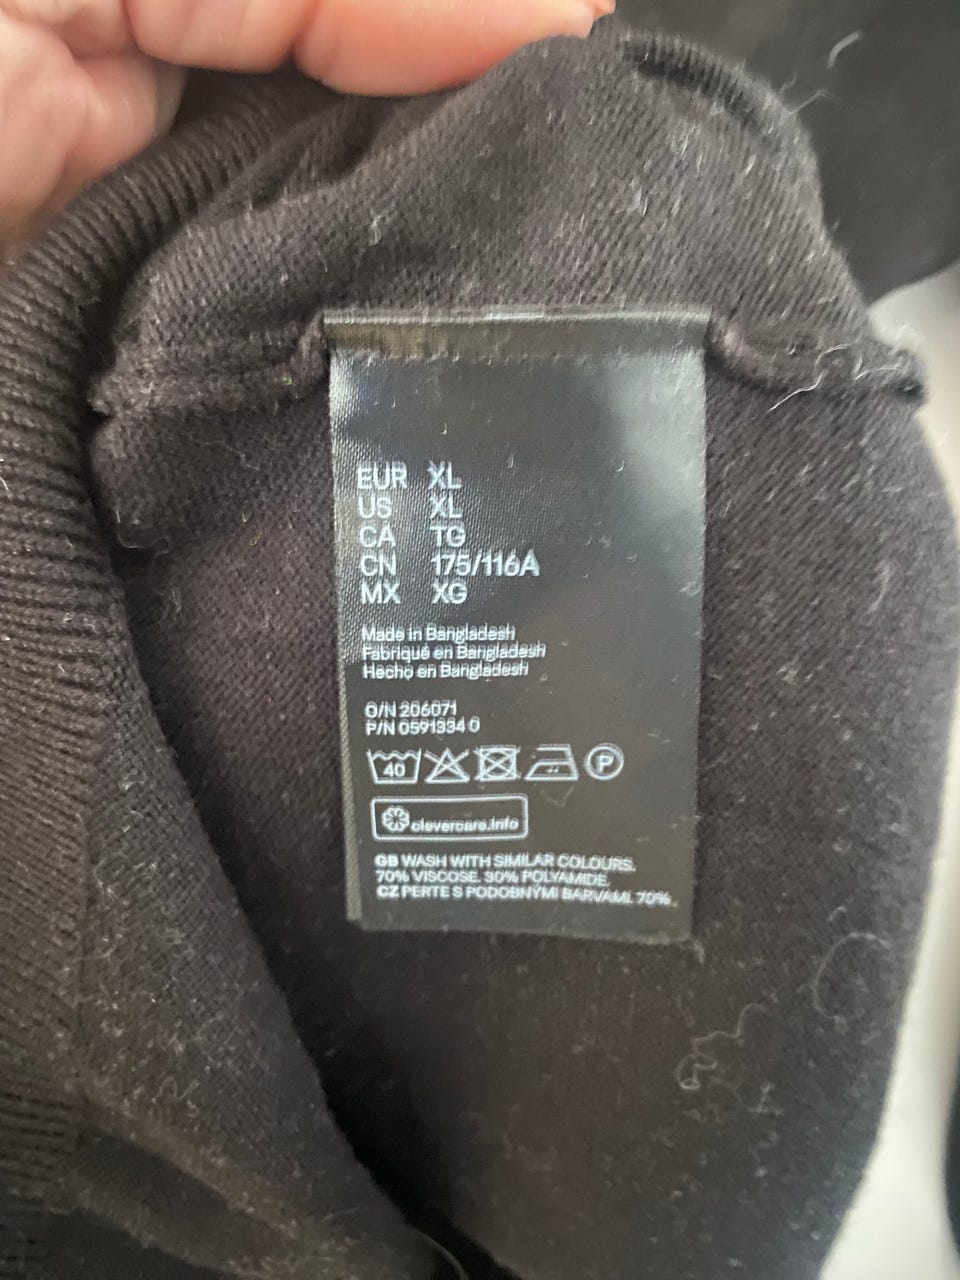 EUR XL
US XL
CA TG
CN 175/116A
MX XG
Made in Bangladesh
Fabriqué en Bangladesh
Hecho en Bangladesh
O/N 206071
P/N 0591334 0
40 P
clevercare.info
GB WASH WITH SIMILAR COLOURS.
70% VISCOSE. 30% POLYAMIDE.
CZ PERTE S PODOBNÝMI BARVAMI. 70%